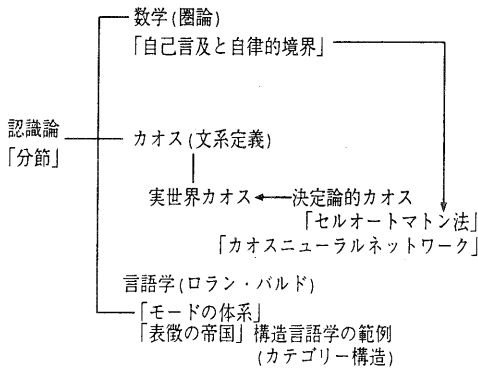 数学(圏論)
「自己言及と自律的境界」
認識論
「分節」
カオス(文系定義)
実世界カオス
決定論的カオス
「セルオートマトン法」
「カオスニューラルネットワーク」
言語学(ロラン・バルド)
「モードの体系」
「表徴の帝国」構造言語学の範例
(カテゴリー構造)